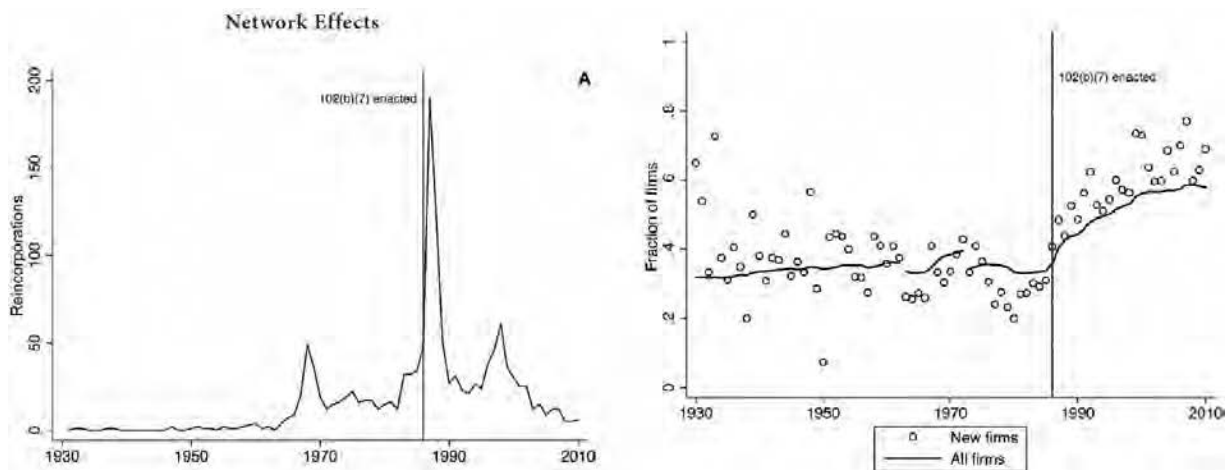 Network Effects
A
102(b)(7) enacted
Reincorporations
200
150
100
50
0
1930
1950
1970
1990
2010
102(b)(7) enacted
Fraction of firms
1
.8
.6
.4
.2
0
1930
1950
1970
1990
2010
New firms
All firms